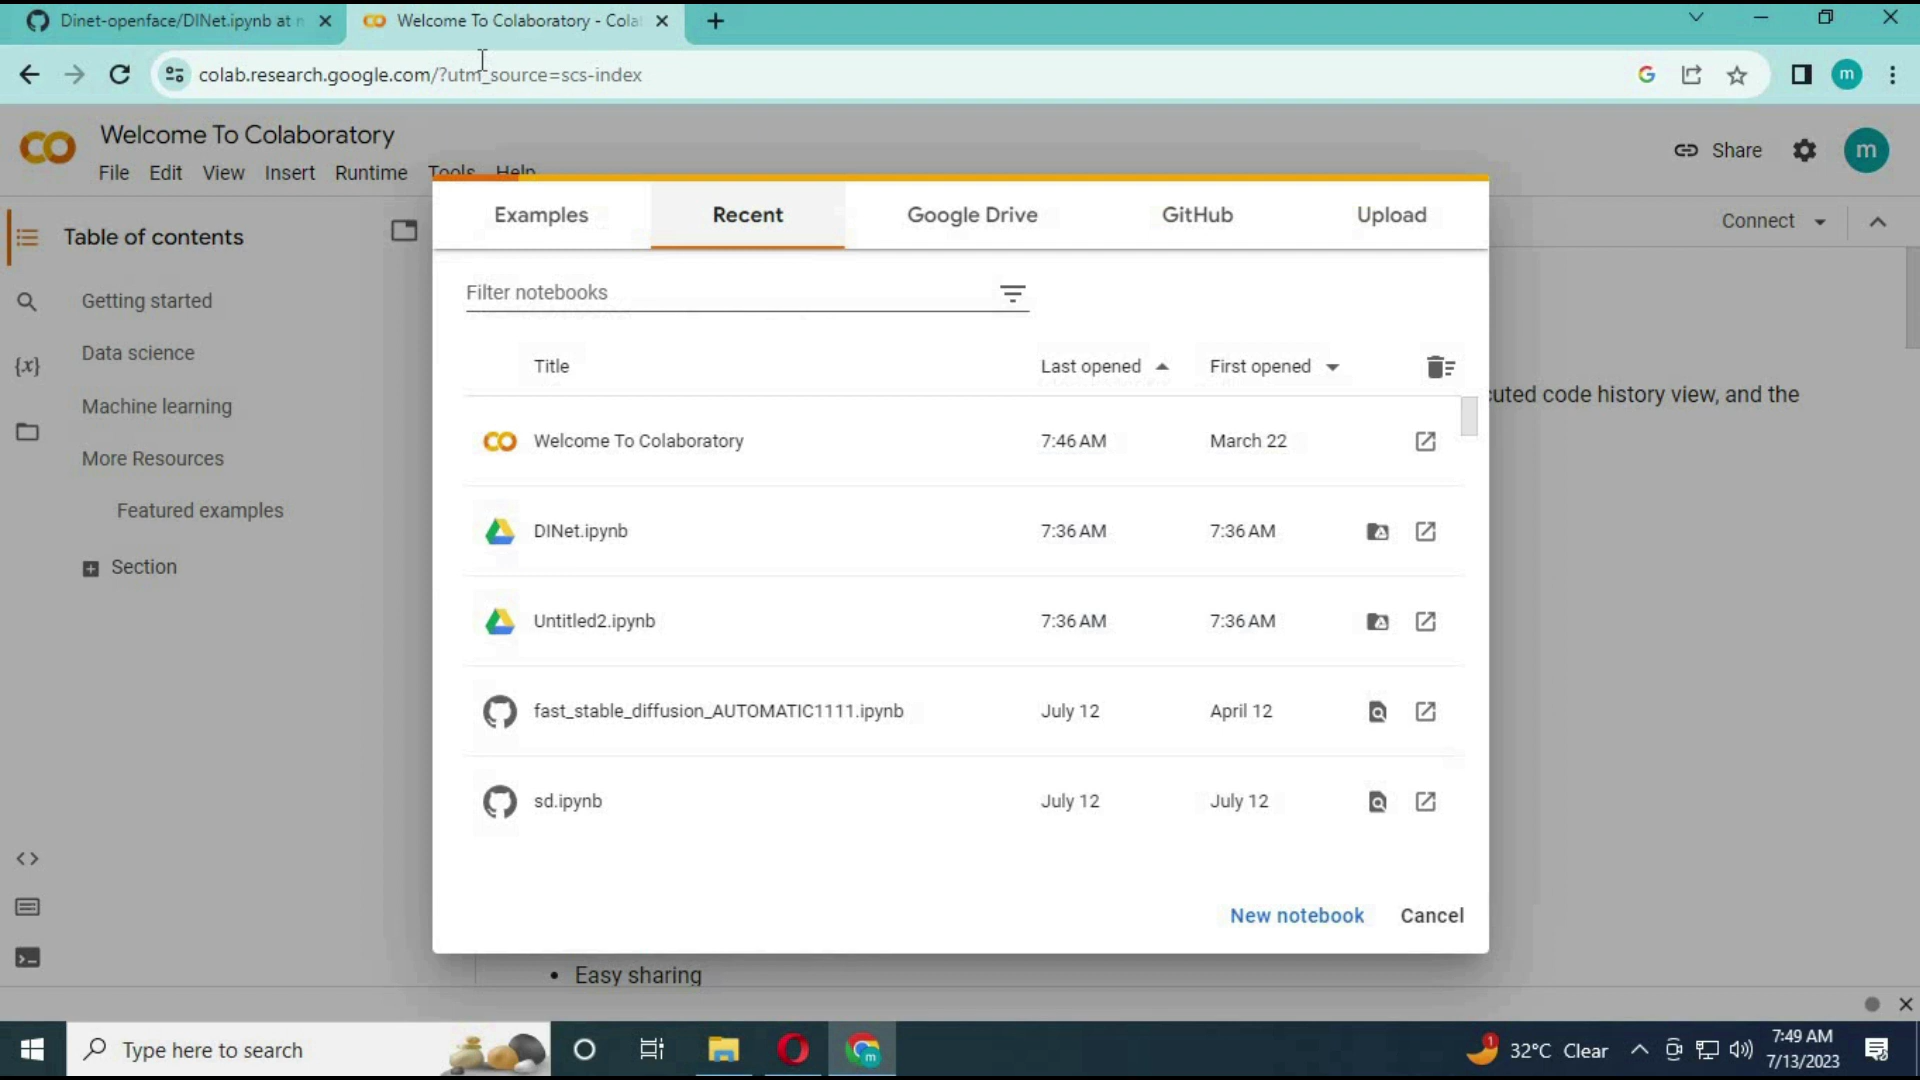 Dinet-openface/DINet.ipynb at
Welcome To Colaboratory - Cola
colab.research.google.com/?utm_source=scs-index
m
Welcome To Colaboratory
File Edit View Insert Runtime Tools Help
Share
m
Table of contents
Connect
Getting started
Data science
Machine learning
More Resources
Featured examples
Section
Examples Recent Google Drive GitHub Upload
Filter notebooks
Title Last opened First opened
cuted code history view, and the
Welcome To Colaboratory 7:46 AM March 22
DINet.ipynb 7:36 AM 7:36 AM
Untitled2.ipynb 7:36 AM 7:36 AM
fast_stable_diffusion_AUTOMATIC1111.ipynb July 12 April 12
sd.ipynb July 12 July 12
New notebook Cancel
• Easy sharing
Type here to search
m
1
32°C Clear
7:49 AM
7/13/2023